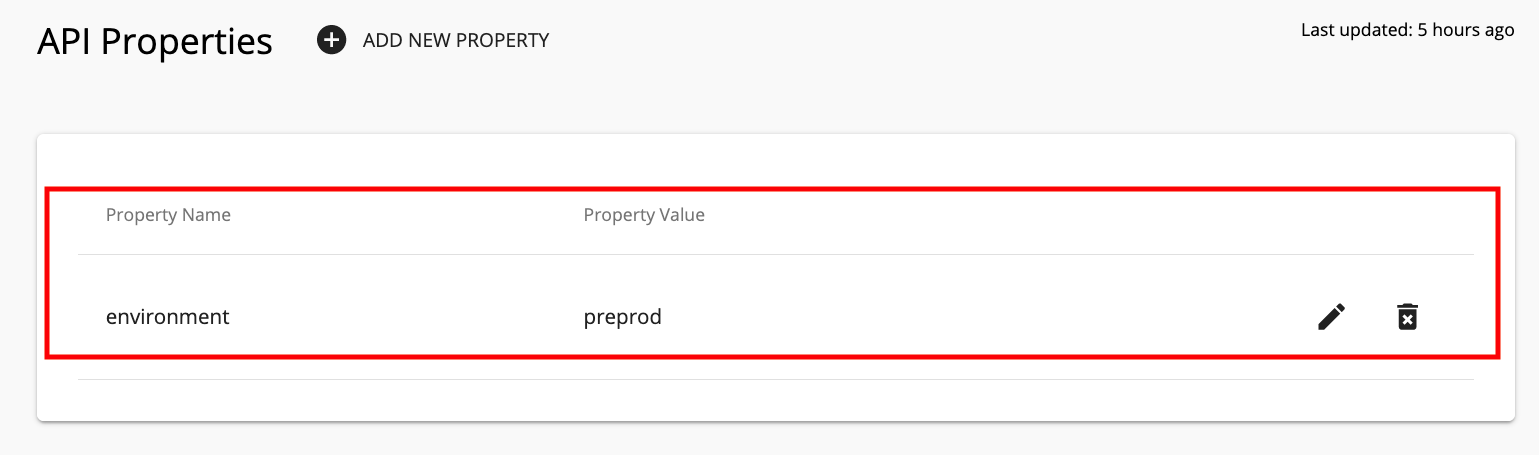 API Properties
ADD NEW PROPERTY
Last updated: 5 hours ago
Property Name Property Value
environment preprod